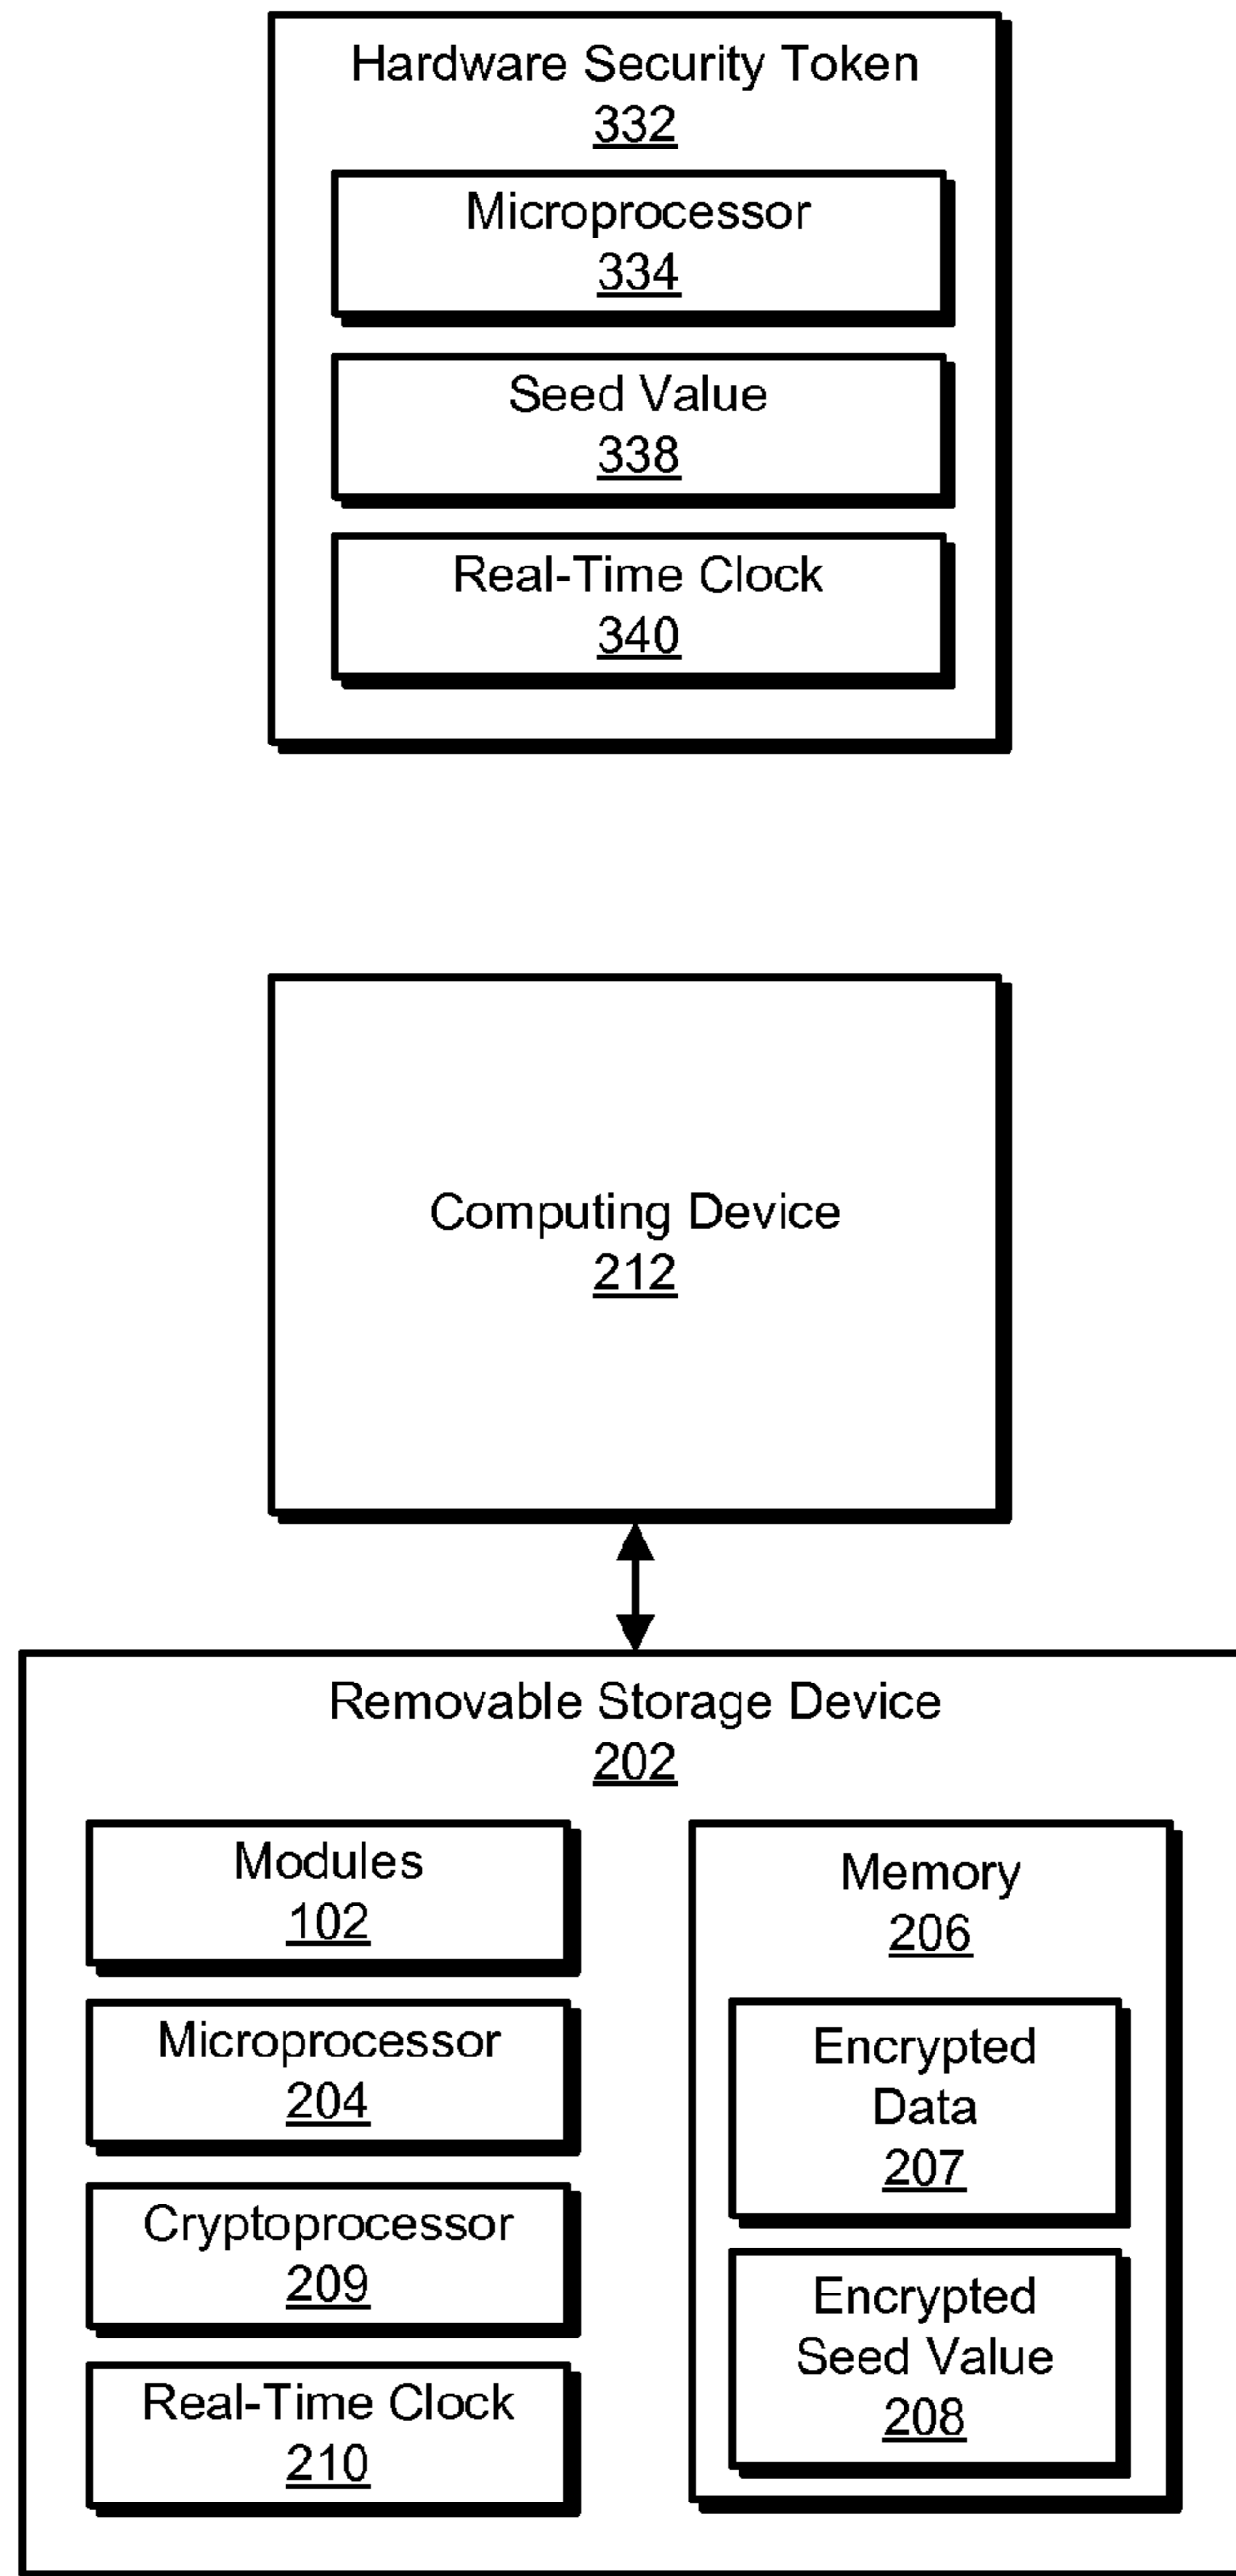 Hardware Security Token
332
Microprocessor
334
Seed Value
338
Real-Time Clock
340
Computing Device
212
Removable Storage Device
202
Modules
102
Microprocessor
204
Cryptoprocessor
209
Real-Time Clock
210
Memory
206
Encrypted
Data
207
Encrypted
Seed Value
208